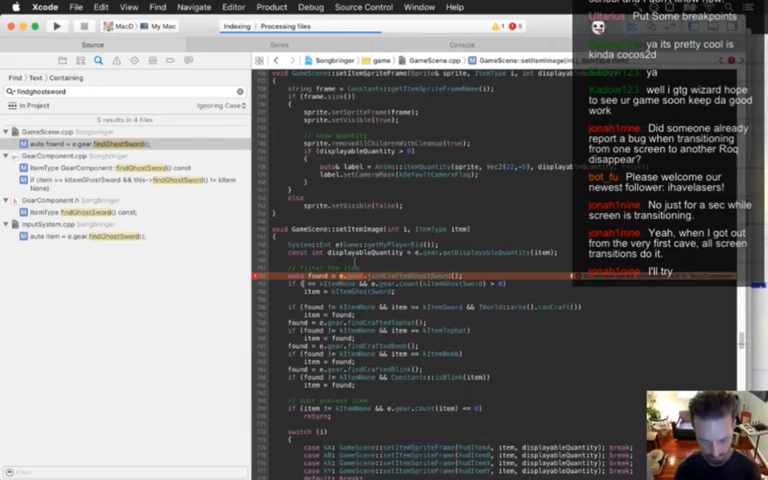 Xcode File Edit View Find Navigate Editor Product Debug Source Control Window Help
MacD My Mac
Indexing | Processing files
1 5
Source Saves Console
Songbringer game GameScene.cpp GameScene::setItemImage(int, ItemType
Find Text Containing
findghostsword
In Project Ignoring Case
5 results in 4 files
GameScene.cpp Songbringer
auto found = e.gear.findGhostSword();
GearComponent.cpp Songbringer
ItemType GearComponent::findGhostSword() const
if (item == kItemGhostSword && this->findGhostSword() != kItem
None)
GearComponent.h Songbringer
ItemType findGhostSword() const;
InputSystem.cpp Songbringer
auto item = e.gear.findGhostSword();
void GameScene::setItemSpriteFrame(Sprite& sprite, ItemType i, int displayab
{
string frame = Constants::getItemSpriteFrameName(i);
if (frame.size())
{
sprite.setSpriteFrame(frame);
sprite.setVisible(true);
// show quantity
sprite.removeAllChildrenWithCleanup(true);
if (displayableQuantity > 0)
{
label.setCameraMask(kDefaultCameraFlag);
}
}
else
sprite.setVisible(false);
}
void GameScene::setItemImage(int i, ItemType item)
{
System::Ent e(Game::getMyPlayerEid());
const int displayableQuantity = e.gear.getDisplayableQuantity(item);
// filter the item
auto found = e.gear.findCraftedGhostSword();
if ( == kItemNone && e.gear.count(kItemGhostSword) > 0)
item = kItemGhostSword;
if (found != kItemNone && item == kItemSword && !World::area().canCraft()
item = found;
found = e.gear.findCraftedTophat();
if (found != kItemNone && item == kItemTophat)
item = found;
found = e.gear.findCraftedBomb();
if (found != kItemNone && item == kItemBomb)
item = found;
found = e.gear.findCraftedBlink();
if (found != kItemNone && Constants::isBlink(item))
item = found;
// must possess item
if (item != kItemNone && e.gear.count(item) <= 0)
return;
switch (i)
{
case kA: GameScene::setItemSpriteFrame(hudItemA, item, displayableQuantity); break;
case kB: GameScene::setItemSpriteFrame(hudItemB, item, displayableQuantity); break;
case kX: GameScene::setItemSpriteFrame(hudItemX, item, displayableQuantity); break;
case kY: GameScene::setItemSpriteFrame(hudItemY, item, displayableQuantity); break;
default: break;
Ultarius Put Some breakpoints
Kadow123 ya its pretty cool is
kinda cocos2d
Kadow123 ya
Kadow123 well i gtg wizard hope
to see ur game soon keep da good
work
jonah1nine Did someone already
report a bug when transitioning
from one screen to another Roq
disappear?
bot_fu Please welcome our
newest follower: ihavelasers!
jonah1nine No just for a sec while
screen is transitioning.
jonah1nine Yeah, when I got out
from the very first cave, all screen
transitions do it.
jonah1nine I'll try
Filter